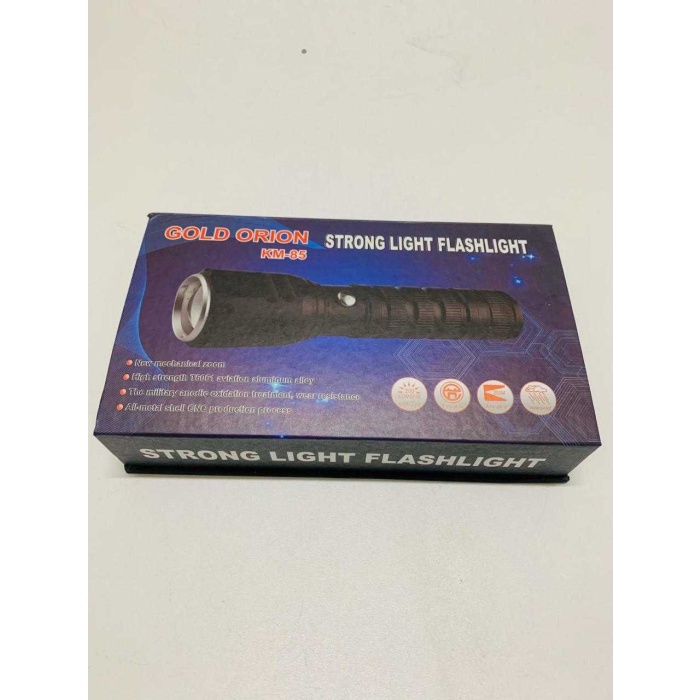 GOLD ORION
STRONG LIGHT FLASHLIGHT
KM-85
New mechanical zoom
High strength T6061 aviation aluminum alloy
The military anodic oxidation treatment, wear resistance
All-metal shell CNC production process
STRONG LIGHT FLASHLIGHT